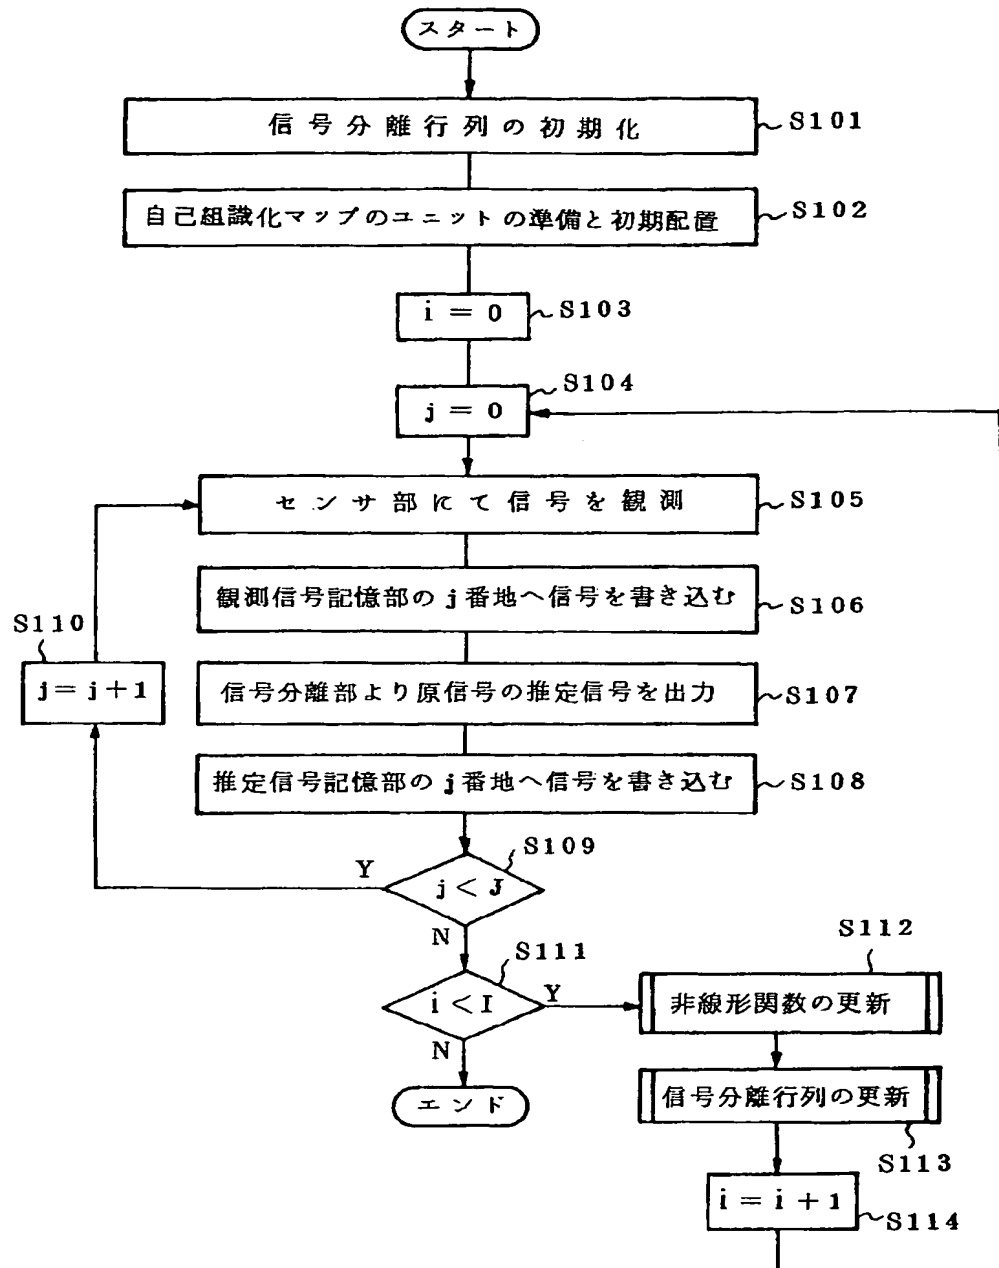 スタート
信号分離行列の初期化
S101
自己組織化マップのユニットの準備と初期配置
S102
i = 0
S103
S104
j = 0
センサ部にて信号を観測
S105
観測信号記憶部のj番地へ信号を書き込む
S106
S110
j = j + 1
信号分離部より原信号の推定信号を出力
S107
推定信号記憶部のj番地へ信号を書き込む
S108
S109
Y
j < J
N
S111
i < I
Y
N
エンド
S112
非線形関数の更新
信号分離行列の更新
S113
i = i + 1
S114